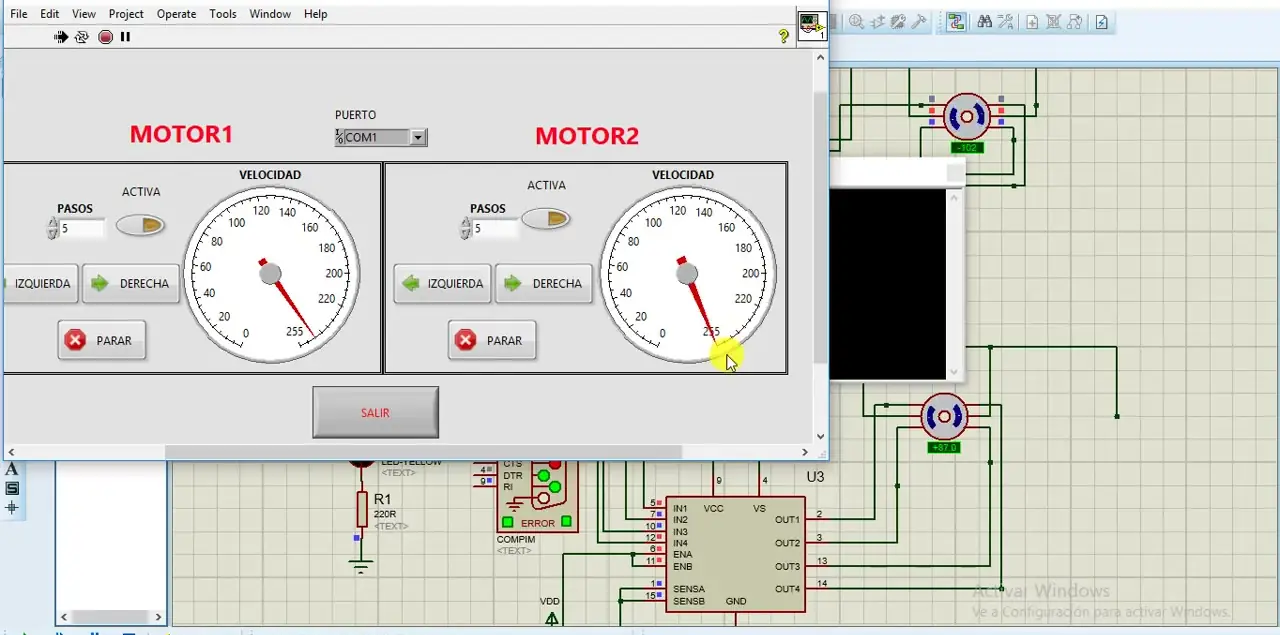 File Edit View Project Operate Tools Window Help
1
PUERTO
COM1
MOTOR1
MOTOR2
VELOCIDAD
VELOCIDAD
ACTIVA
ACTIVA
PASOS
5
PASOS
5
0 20 40 60 80 100 120 140 160 180 200 220 255
0 20 40 60 80 100 120 140 160 180 200 220 255
IZQUIERDA
DERECHA
IZQUIERDA
DERECHA
PARAR
PARAR
SALIR
-102
+87.0
LED-YELLOW
<TEXT>
R1
220R
<TEXT>
CTS
4 DTR
9 RI
ERROR
COMPIM
<TEXT>
9
4
U3
5 IN1
7 IN2
10 IN3
12 IN4
6 ENA
11 ENB
1 SENSA
15 SENSB
VCC
VS
OUT1 2
OUT2 3
OUT3 13
OUT4 14
GND
VDD
A
S
Activar Windows
Ve a Configuración para activar Windows.